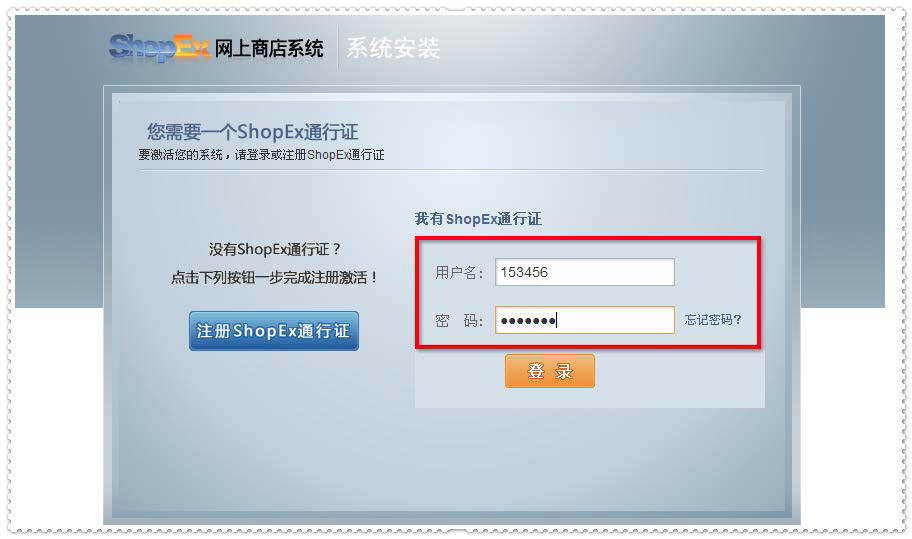 ShopEx 网上商店系统 系统安装
您需要一个ShopEx通行证
要激活您的系统，请登录或注册ShopEx通行证
我有ShopEx通行证
没有ShopEx通行证？
点击下列按钮一步完成注册激活！
注册ShopEx通行证
用户名： 153456
密 码： ●●●●●●● 忘记密码？
登 录